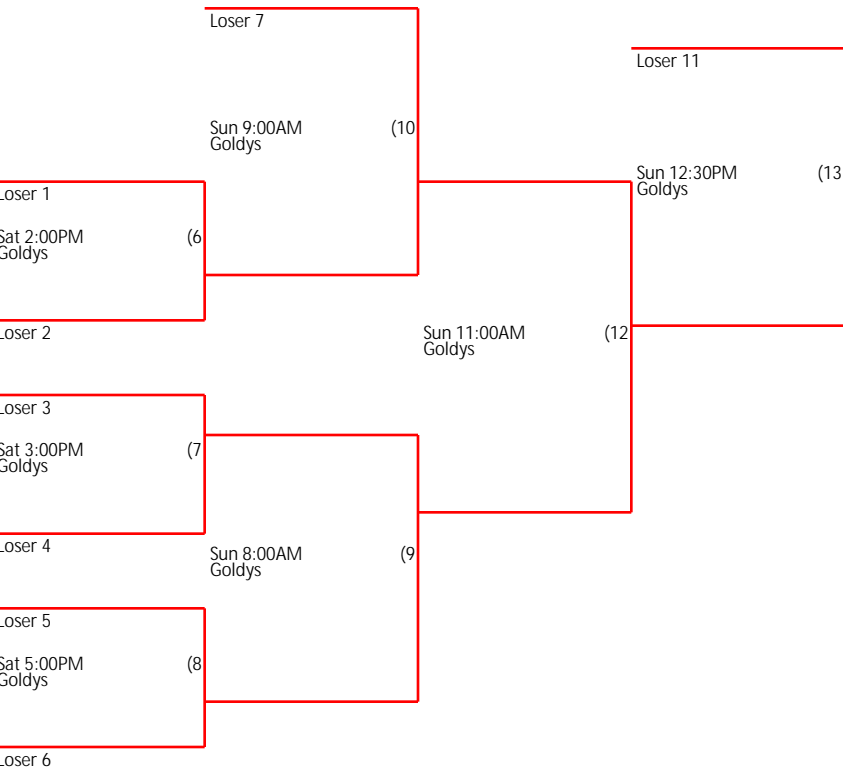 Loser 7
Loser 11
Sun 9:00AM (10
Goldys
Sun 12:30PM (13
Goldys
Loser 1
Sat 2:00PM (6
Goldys
Loser 2
Sun 11:00AM (12
Goldys
Loser 3
Sat 3:00PM (7
Goldys
Loser 4
Sun 8:00AM (9
Goldys
Loser 5
Sat 5:00PM (8
Goldys
Loser 6